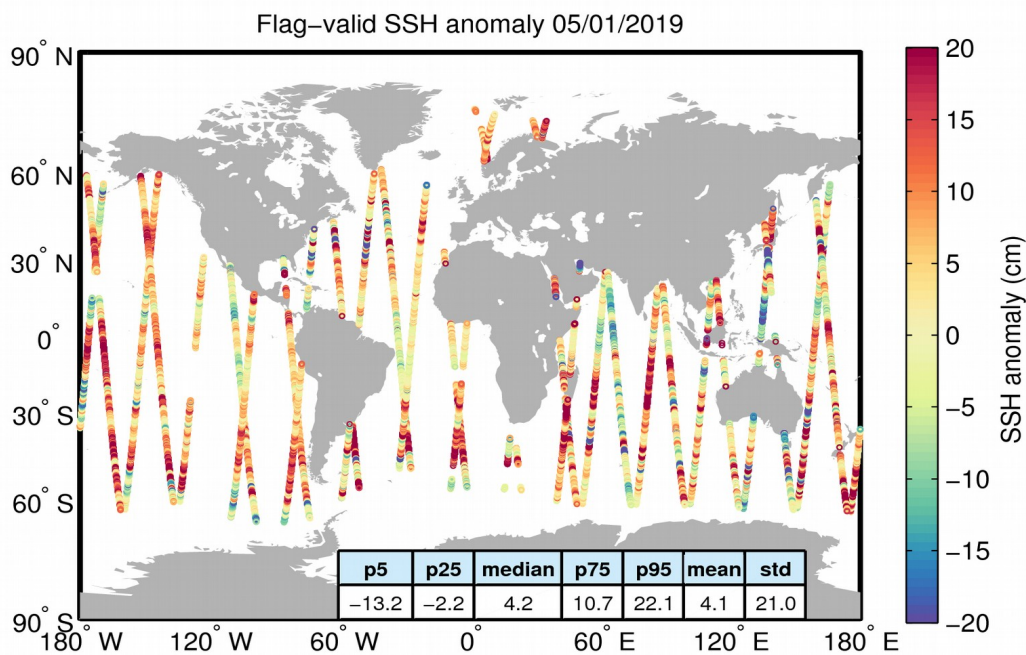 Flag−valid SSH anomaly 05/01/2019
90° N
60° N
30° N
0°
30° S
60° S
90° S
180° W
120° W
60° W
0°
60° E
120° E
180° E
p5 p25 median p75 p95 mean std
−13.2 −2.2 4.2 10.7 22.1 4.1 21.0
20
15
10
5
0
−5
−10
−15
−20
SSH anomaly (cm)